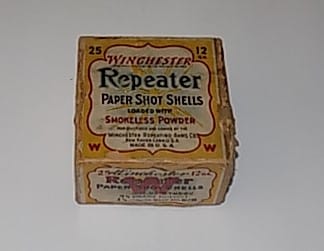 25 12
GA.
WINCHESTER
Repeater
PAPER SHOT SHELLS
LOADED WITH
SMOKELESS POWDER
WINCHESTER REPEATING ARMS CO.
NEW HAVEN CONN. U.S.A.
MADE IN U.S.A.
W W
Winchester 12
Repeater
PAPER SHOT SHELLS